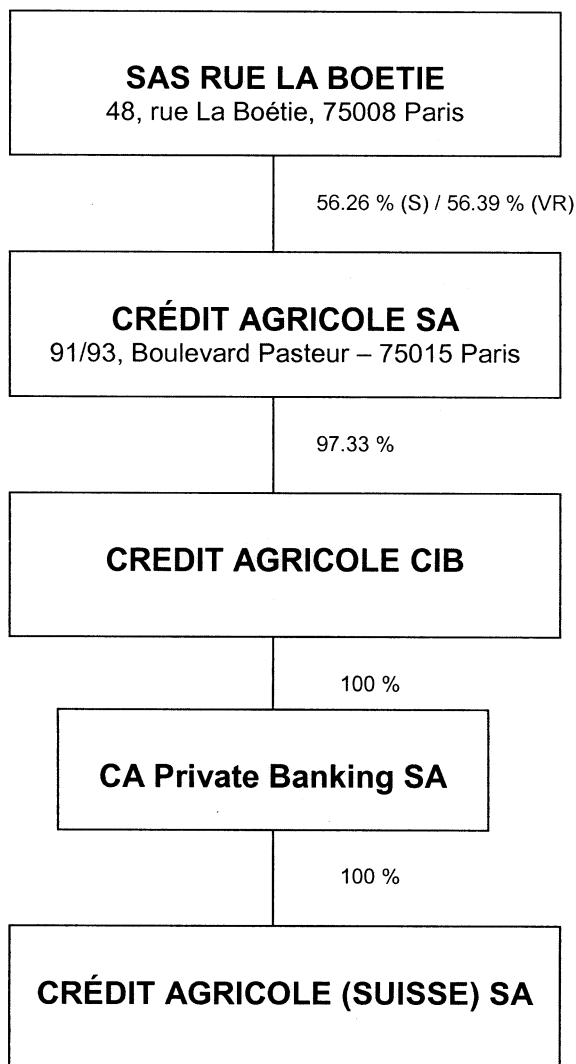 SAS RUE LA BOETIE
48, rue La Boétie, 75008 Paris
56.26 % (S) / 56.39 % (VR)
CRÉDIT AGRICOLE SA
91/93, Boulevard Pasteur – 75015 Paris
97.33 %
CREDIT AGRICOLE CIB
100 %
CA Private Banking SA
100 %
CRÉDIT AGRICOLE (SUISSE) SA